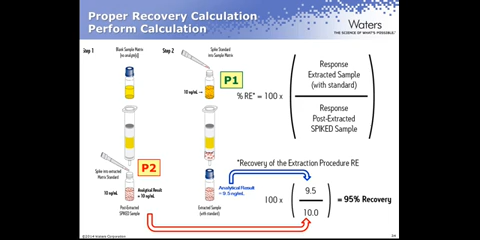 Proper Recovery Calculation
Perform Calculation
Waters
THE SCIENCE OF WHAT'S POSSIBLE.™
Step 1
Blank Sample Matrix
(no analyte(s))
Step 2
Spike Standard
into Sample Matrix
10 ng/mL
P1
% RE* = 100 x
Response
Extracted Sample
(with standard)
Response
Post-Extracted
SPIKED Sample
Spike into extracted
Matrix Standard
P2
10 ng/mL
Analytical Result
= 10 ng/mL
Post-Extracted
SPIKED Sample
Analytical Result
= 9.5 ng/mL
Extracted Sample
(with standard)
*Recovery of the Extraction Procedure RE
100 x
9.5
10.0
= 95% Recovery
©2014 Waters Corporation